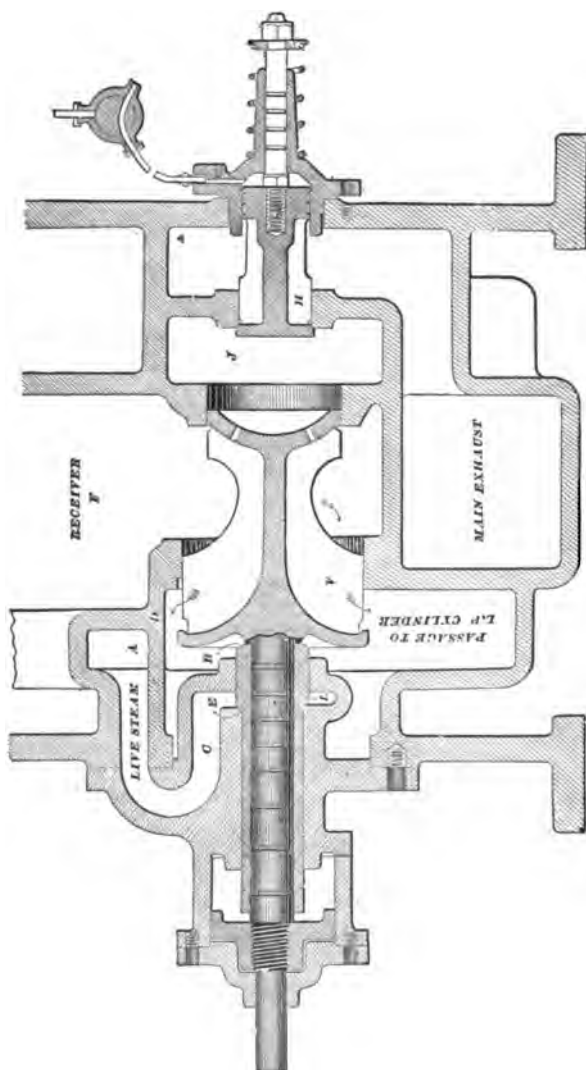 RECEIVER
F
LIVE STEAM
A
B
C
E
J
H
MAIN EXHAUST
PASSAGE TO
L.P. CYLINDER